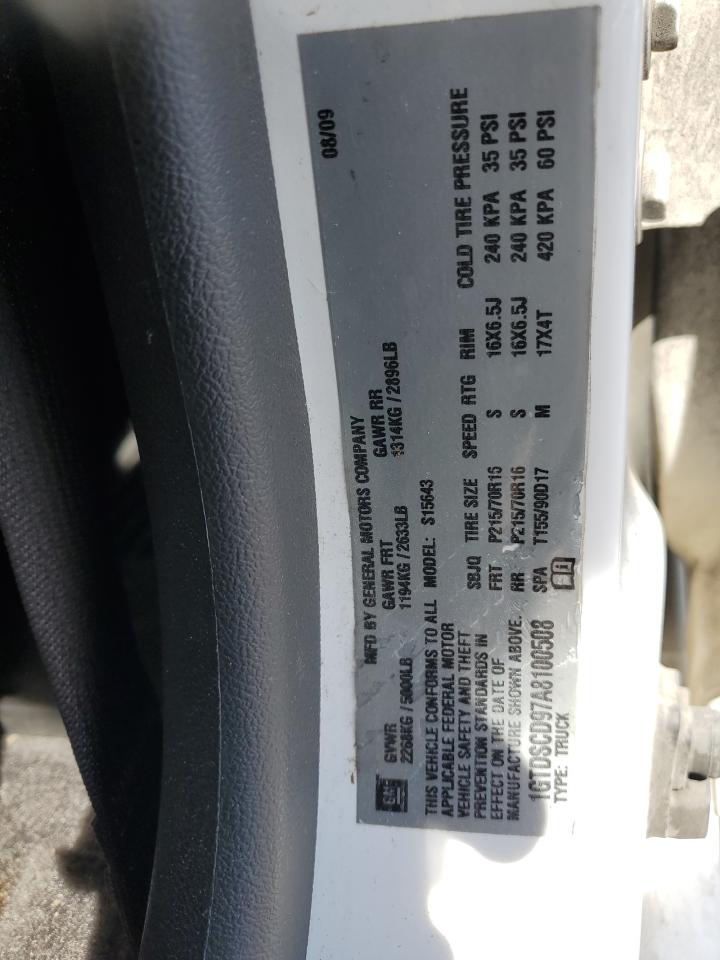 MFD BY GENERAL MOTORS COMPANY 08/09
GM
GVWR GAWR FRT GAWR RR
2268KG / 5000LB 1194KG / 2633LB 1314KG / 2896LB
THIS VEHICLE CONFORMS TO ALL
APPLICABLE FEDERAL MOTOR
VEHICLE SAFETY AND THEFT
PREVENTION STANDARDS IN
EFFECT ON THE DATE OF
MANUFACTURE SHOWN ABOVE.
MODEL: S15643
SBJQ TIRE SIZE SPEED RTG RIM COLD TIRE PRESSURE
FRT P215/70R16 S 16X6.5J 240 KPA 35 PSI
RR P215/70R16 S 16X6.5J 240 KPA 35 PSI
SPA T155/90D17 M 17X4T 420 KPA 60 PSI
1GTDSCD97A8100508
TYPE: TRUCK